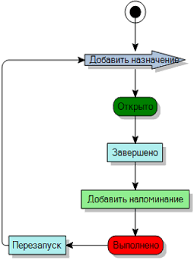 Добавить назначение
Открыто
Завершено
Добавить напоминание
Выполнено
Перезапуск